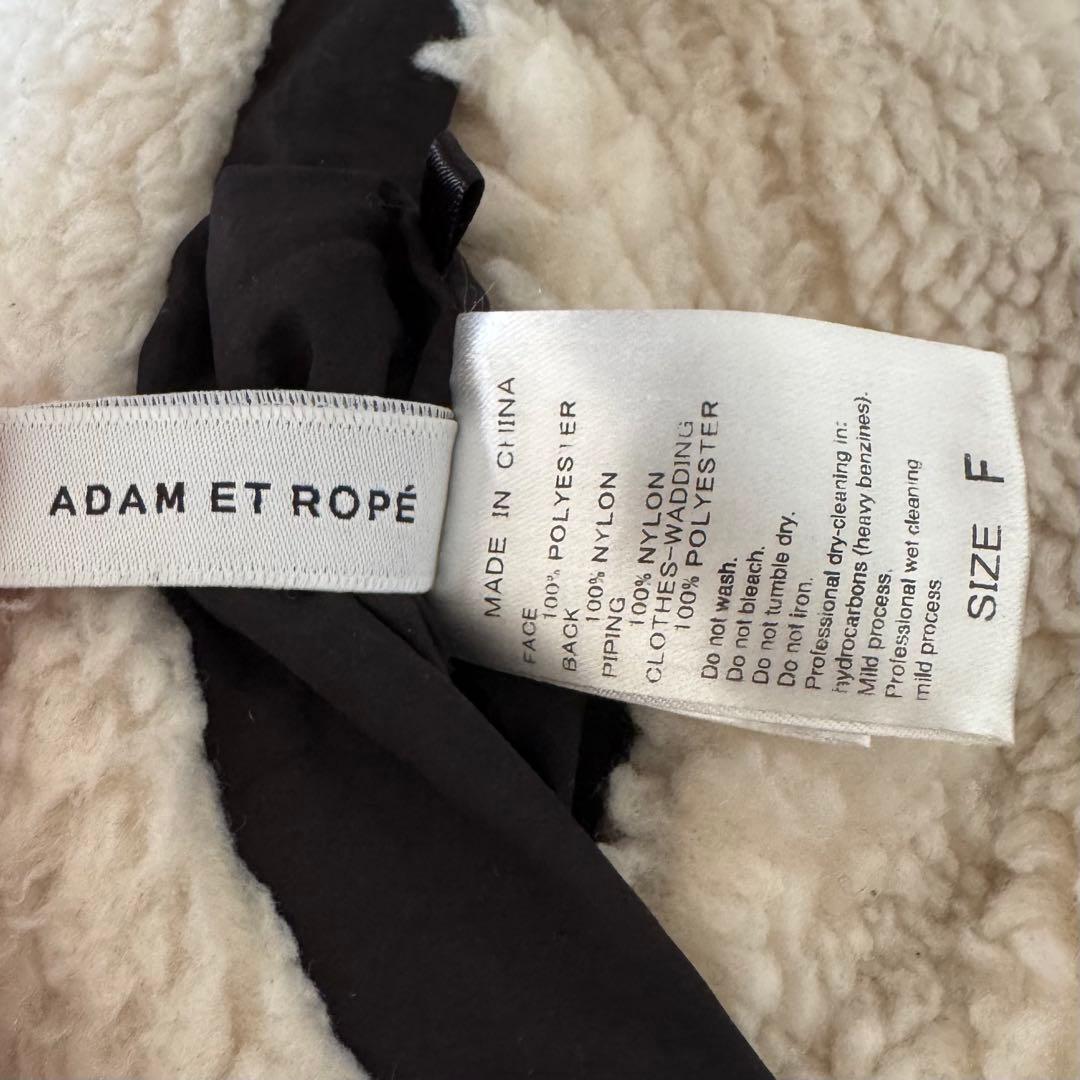 ADAM ET ROPÉ
MADE IN CHINA
FACE
100% POLYESTER
BACK
100% NYLON
PIPING
100% NYLON
CLOTHES-WADDING
100% POLYESTER
Do not wash.
Do not bleach.
Do not tumble dry.
Do not iron.
Professional dry-cleaning in:
hydrocarbons (heavy benzines).
Mild process.
Professional wet cleaning
mild process
SIZE F